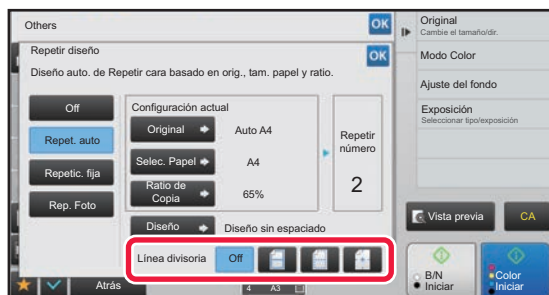 Others
OK
Repetir diseño
OK
Diseño auto. de Repetir cara basado en orig., tam. papel y ratio.
Off
Repet. auto
Repetic. fija
Rep. Foto
Configuración actual
Original
Auto A4
Selec. Papel
A4
Ratio de
Copia
65%
Repetir
número
2
Diseño
Diseño sin espaciado
Línea divisoria
Off
Atrás
4 A3
Original
Cambie el tamaño/dir.
Modo Color
Ajuste del fondo
Exposición
Seleccionar tipo/exposición
Vista previa
CA
B/N
Iniciar
Color
Iniciar